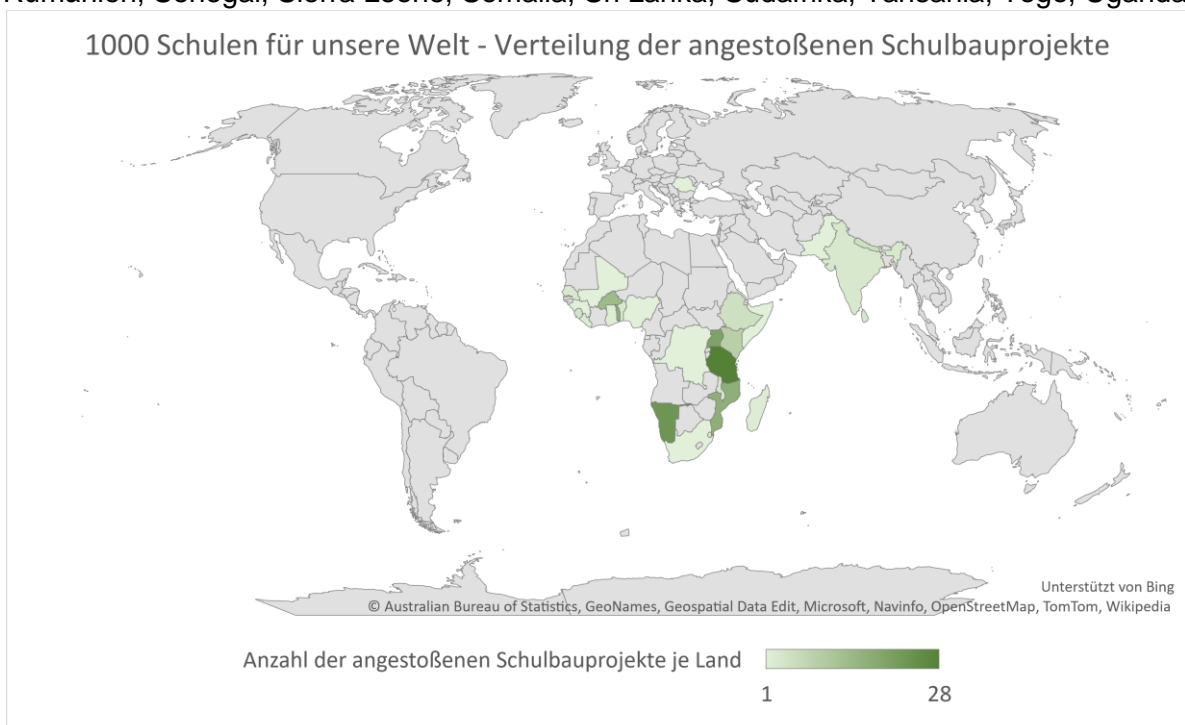 Rumänien, Senegal, Sierra Leone, Somalia, Sri Lanka, Südafrika, Tansania, Togo, Uganda
1000 Schulen für unsere Welt - Verteilung der angestoßenen Schulbauprojekte
Unterstützt von Bing
© Australian Bureau of Statistics, GeoNames, Geospatial Data Edit, Microsoft, Navinfo, OpenStreetMap, TomTom, Wikipedia
Anzahl der angestoßenen Schulbauprojekte je Land
1 28